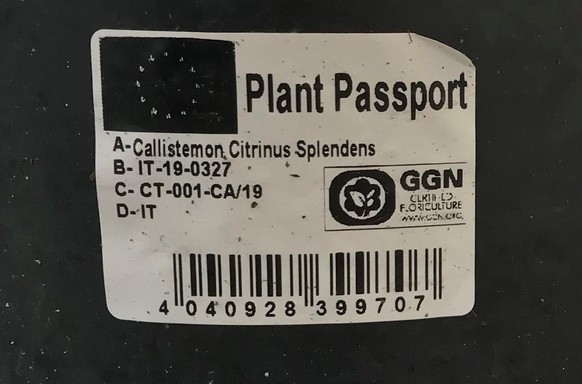 Plant Passport
A-Callistemon Citrinus Splendens
B- IT-19-0327
C- CT-001-CA/19
D-IT
GGN
CERTIFIED
FLORICULTURE
4 040928 399707